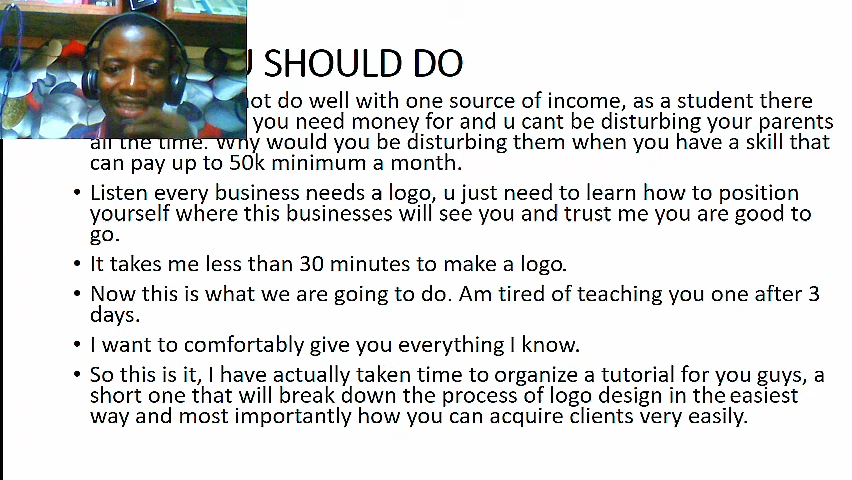 SHOULD DO
not do well with one source of income, as a student there
you need money for and u cant be disturbing your parents
all the time. Why would you be disturbing them when you have a skill that
can pay up to 50k minimum a month.
• Listen every business needs a logo, u just need to learn how to position
yourself where this businesses will see you and trust me you are good to
go.
• It takes me less than 30 minutes to make a logo.
• Now this is what we are going to do. Am tired of teaching you one after 3
days.
• I want to comfortably give you everything I know.
• So this is it, I have actually taken time to organize a tutorial for you guys, a
short one that will break down the process of logo design in the easiest
way and most importantly how you can acquire clients very easily.